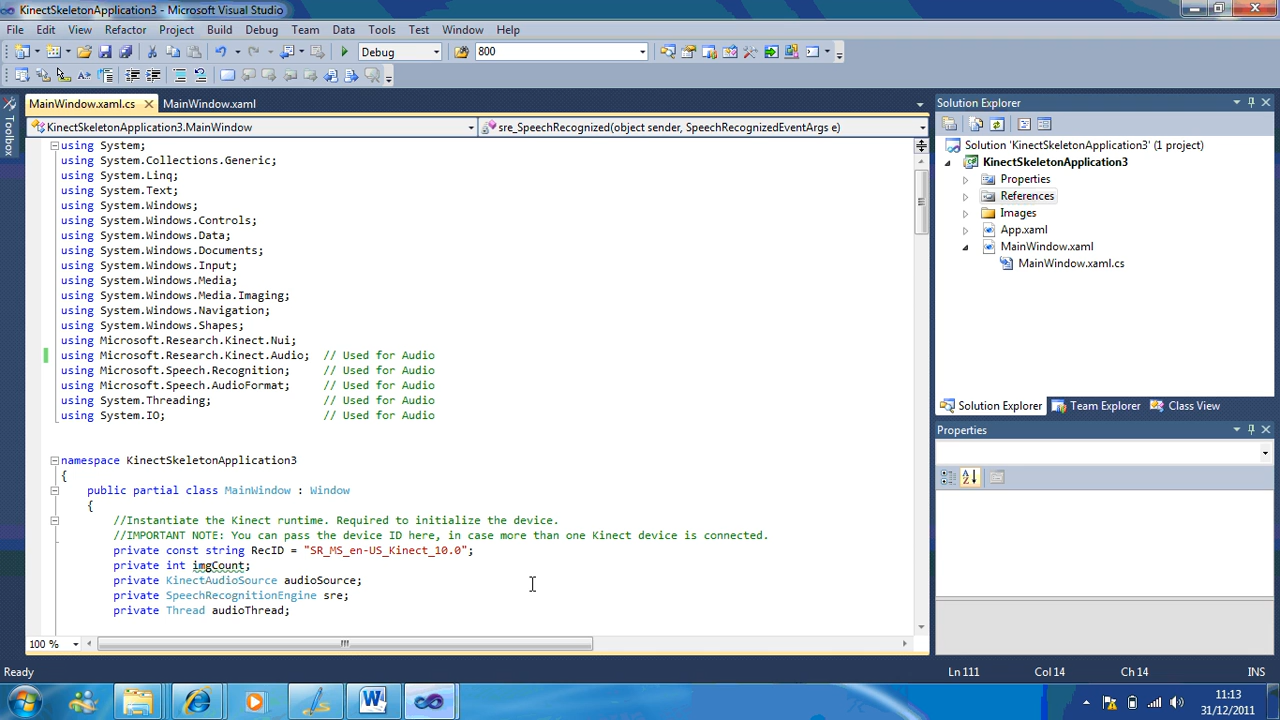 KinectSkeletonApplication3 - Microsoft Visual Studio
File Edit View Refactor Project Build Debug Team Data Tools Test Window Help
Debug 800
MainWindow.xaml.cs MainWindow.xaml
KinectSkeletonApplication3.MainWindow sre_SpeechRecognized(object sender, SpeechRecognizedEventArgs e)
Toolbox
using System;
using System.Collections.Generic;
using System.Linq;
using System.Text;
using System.Windows;
using System.Windows.Controls;
using System.Windows.Data;
using System.Windows.Documents;
using System.Windows.Input;
using System.Windows.Media;
using System.Windows.Media.Imaging;
using System.Windows.Navigation;
using System.Windows.Shapes;
using Microsoft.Research.Kinect.Nui;
using Microsoft.Research.Kinect.Audio; // Used for Audio
using Microsoft.Speech.Recognition; // Used for Audio
using Microsoft.Speech.AudioFormat; // Used for Audio
using System.Threading; // Used for Audio
using System.IO; // Used for Audio
namespace KinectSkeletonApplication3
{
public partial class MainWindow : Window
{
//Instantiate the Kinect runtime. Required to initialize the device.
//IMPORTANT NOTE: You can pass the device ID here, in case more than one Kinect device is connected.
private const string RecID = "SR_MS_en-US_Kinect_10.0";
private int imgCount;
private KinectAudioSource audioSource;
private SpeechRecognitionEngine sre;
private Thread audioThread;
100 %
Solution Explorer
Solution 'KinectSkeletonApplication3' (1 project)
KinectSkeletonApplication3
Properties
References
Images
App.xaml
MainWindow.xaml
MainWindow.xaml.cs
Solution Explorer Team Explorer Class View
Properties
Ready Ln 111 Col 14 Ch 14 INS
11:13
31/12/2011